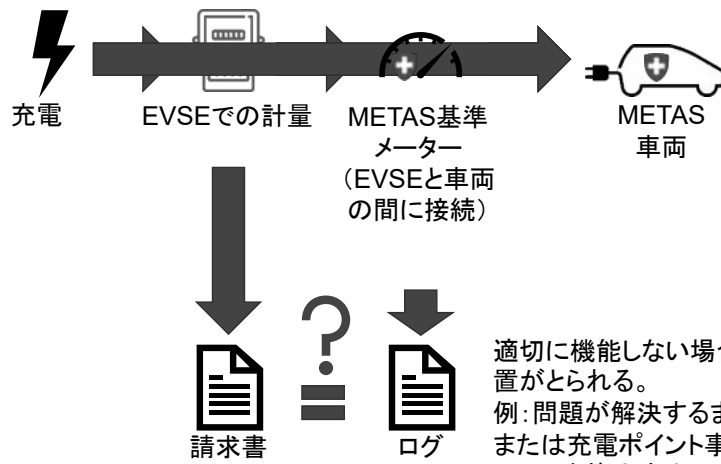 充電
EVSEでの計量
METAS基準
メーター
（EVSEと車両
の間に接続）
METAS
車両
?
=
請求書
ログ
適切に機能しない場
置がとられる。
例：問題が解決するま
または充電ポイント事